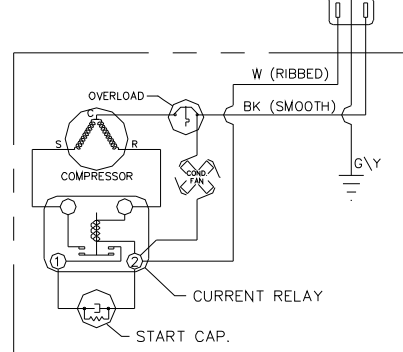 W (RIBBED)
OVERLOAD
BK (SMOOTH)
C
S
R
COMPRESSOR
COND.
FAN
G\Y
1
2
CURRENT RELAY
START CAP.